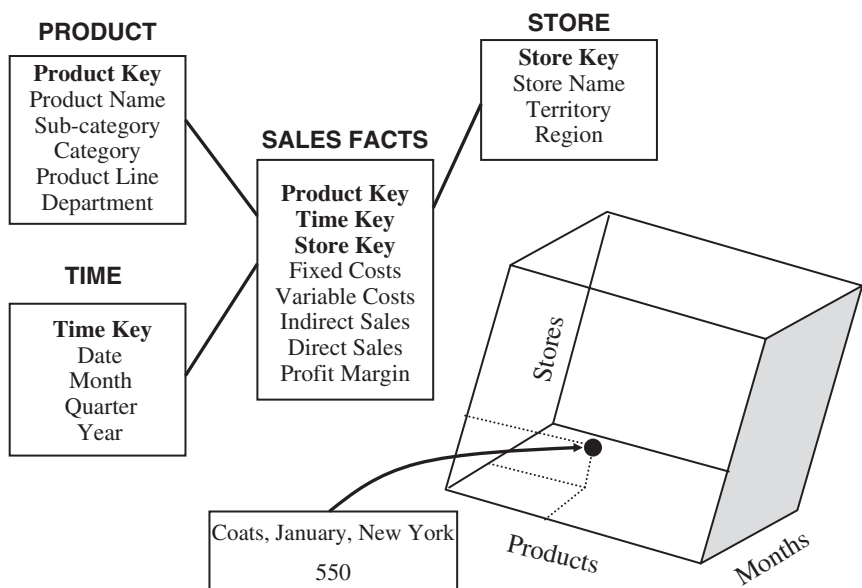 PRODUCT
Product Key
Product Name
Sub-category
Category
Product Line
Department
TIME
Time Key
Date
Month
Quarter
Year
SALES FACTS
Product Key
Time Key
Store Key
Fixed Costs
Variable Costs
Indirect Sales
Direct Sales
Profit Margin
STORE
Store Key
Store Name
Territory
Region
Stores
Products
Months
Coats, January, New York
550